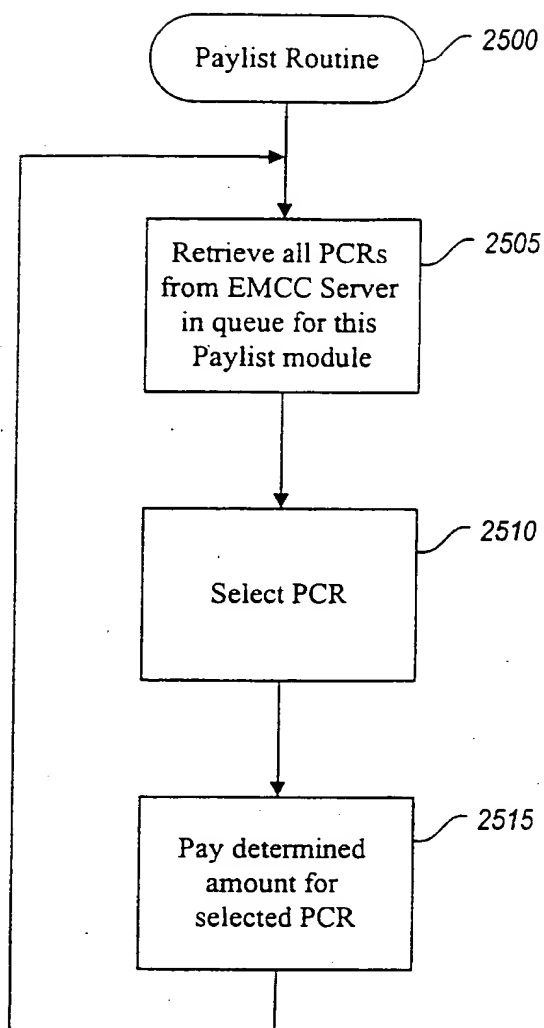 Paylist Routine
2500
Retrieve all PCRs
from EMCC Server
in queue for this
Paylist module
2505
Select PCR
2510
Pay determined
amount for
selected PCR
2515